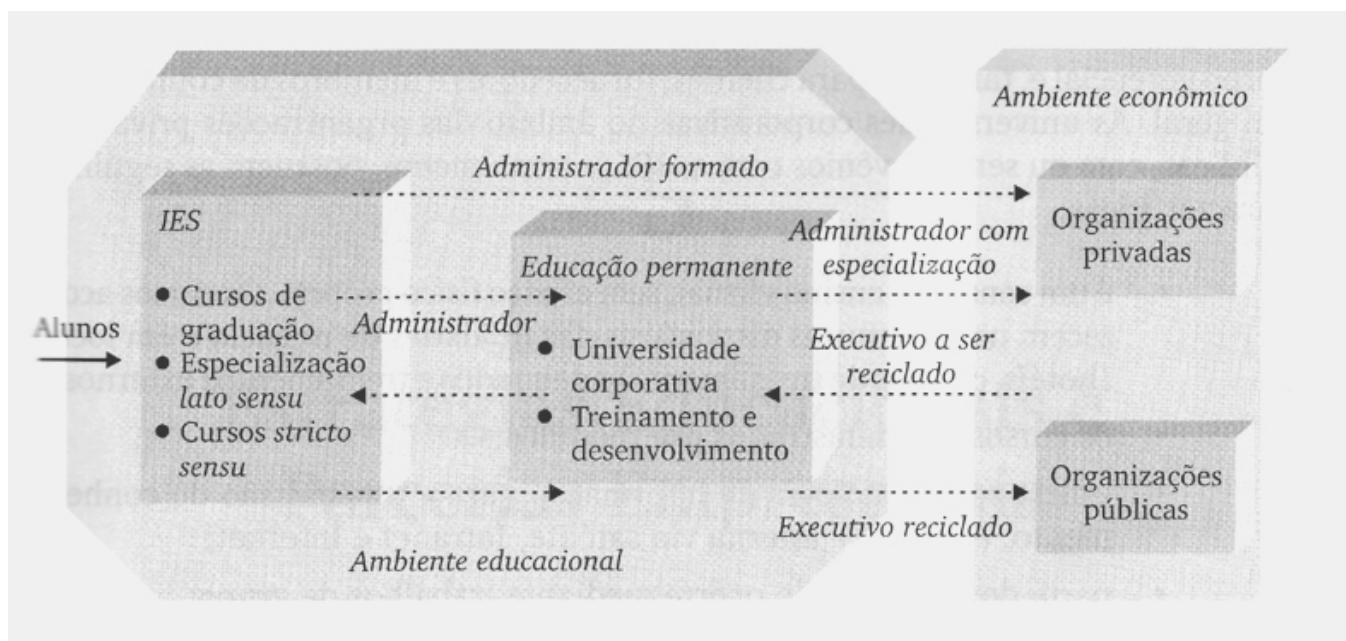 Ambiente econômico
Administrador formado
IES
Organizações
privadas
Administrador com
especialização
Educação permanente
Alunos
• Cursos de
graduação
• Especialização
lato sensu
• Cursos stricto
sensu
Administrador
• Universidade
corporativa
• Treinamento e
desenvolvimento
Executivo a ser
reciclado
Organizações
públicas
Executivo reciclado
Ambiente educacional